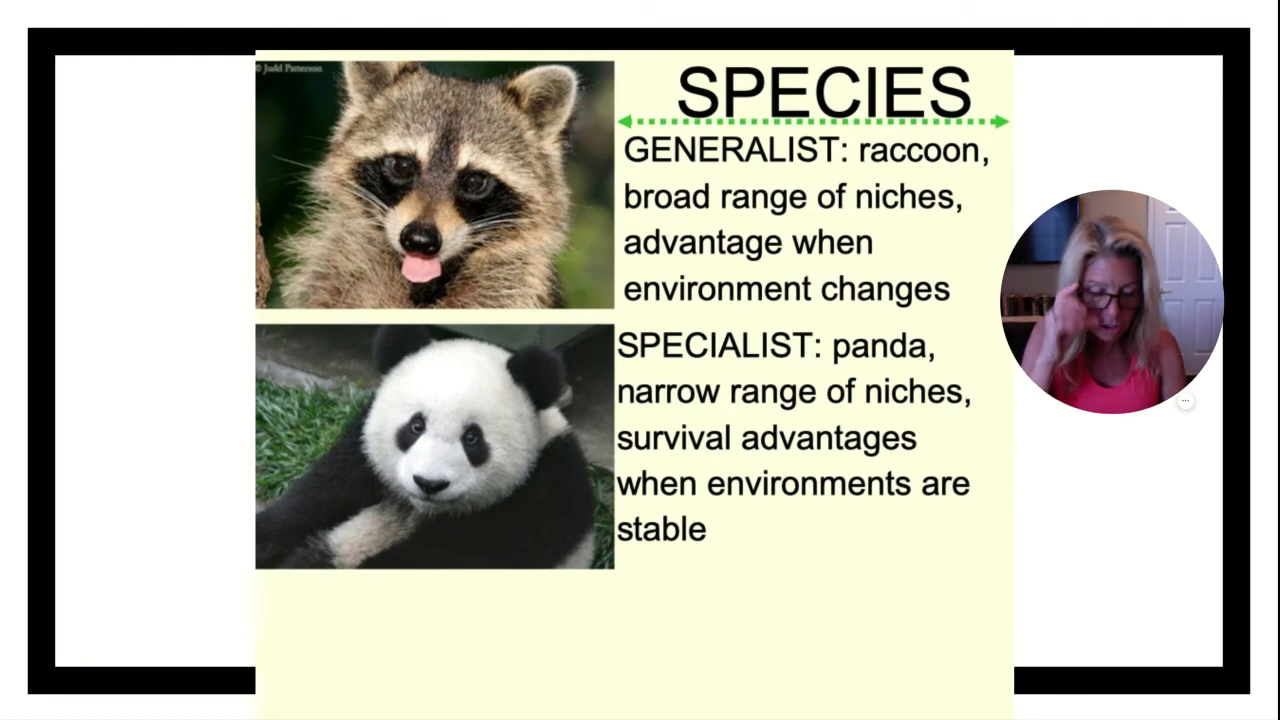 © Judd Patterson
SPECIES
GENERALIST: raccoon,
broad range of niches,
advantage when
environment changes
SPECIALIST: panda,
narrow range of niches,
survival advantages
when environments are
stable